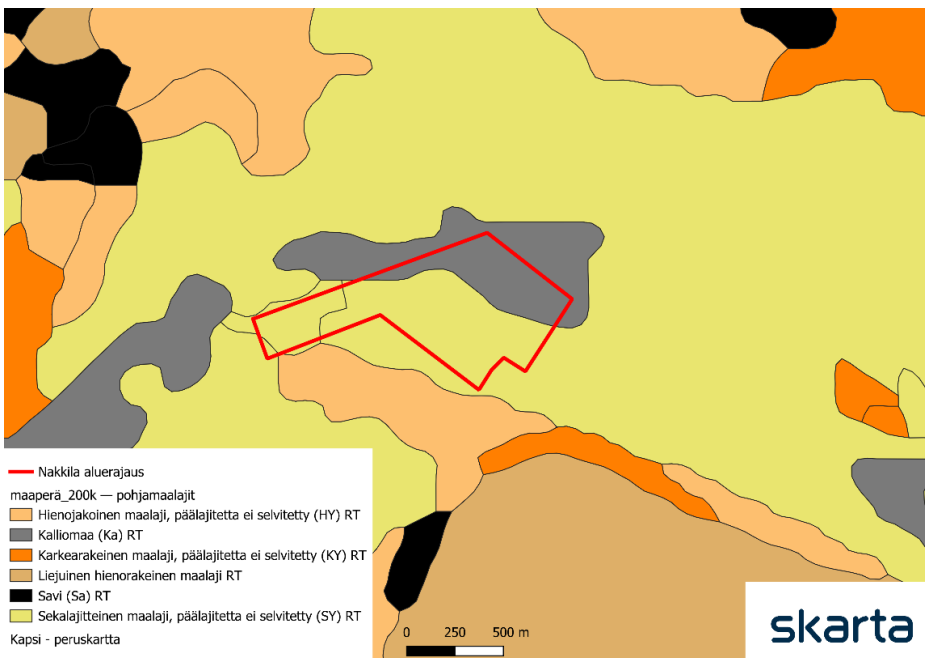 Nakkila aluerajaus
maaperä_200k — pohjamaalajit
Hienojakoinen maalaji, päälajitetta ei selvitetty (HY) RT
Kalliomaa (Ka) RT
Karkearakeinen maalaji, päälajitetta ei selvitetty (KY) RT
Liejuinen hienorakeinen maalaji RT
Savi (Sa) RT
Sekalajitteinen maalaji, päälajitetta ei selvitetty (SY) RT
Kapsi - peruskartta
0 250 500 m
skarta